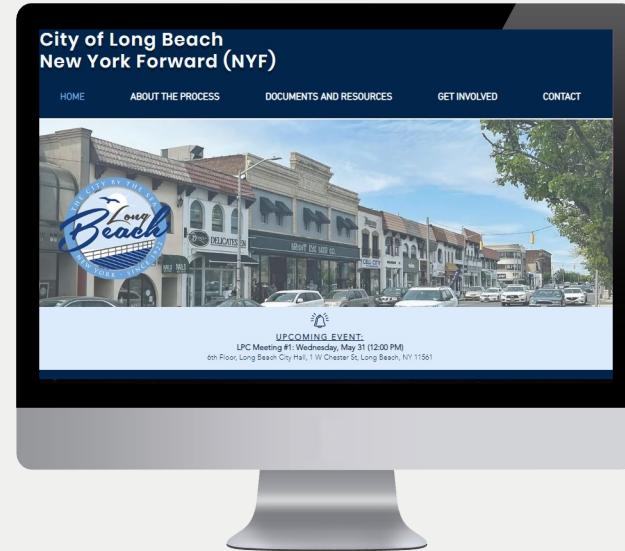 City of Long Beach
New York Forward (NYF)
HOME ABOUT THE PROCESS DOCUMENTS AND RESOURCES GET INVOLVED CONTACT
THE CITY BY THE SEA
Long
Beach
NEW YORK · SINCE 1922
DELICATESSEN
UPCOMING EVENT:
LPC Meeting #1: Wednesday, May 31 (12:00 PM)
6th Floor, Long Beach City Hall, 1 W Chester St, Long Beach, NY 11561